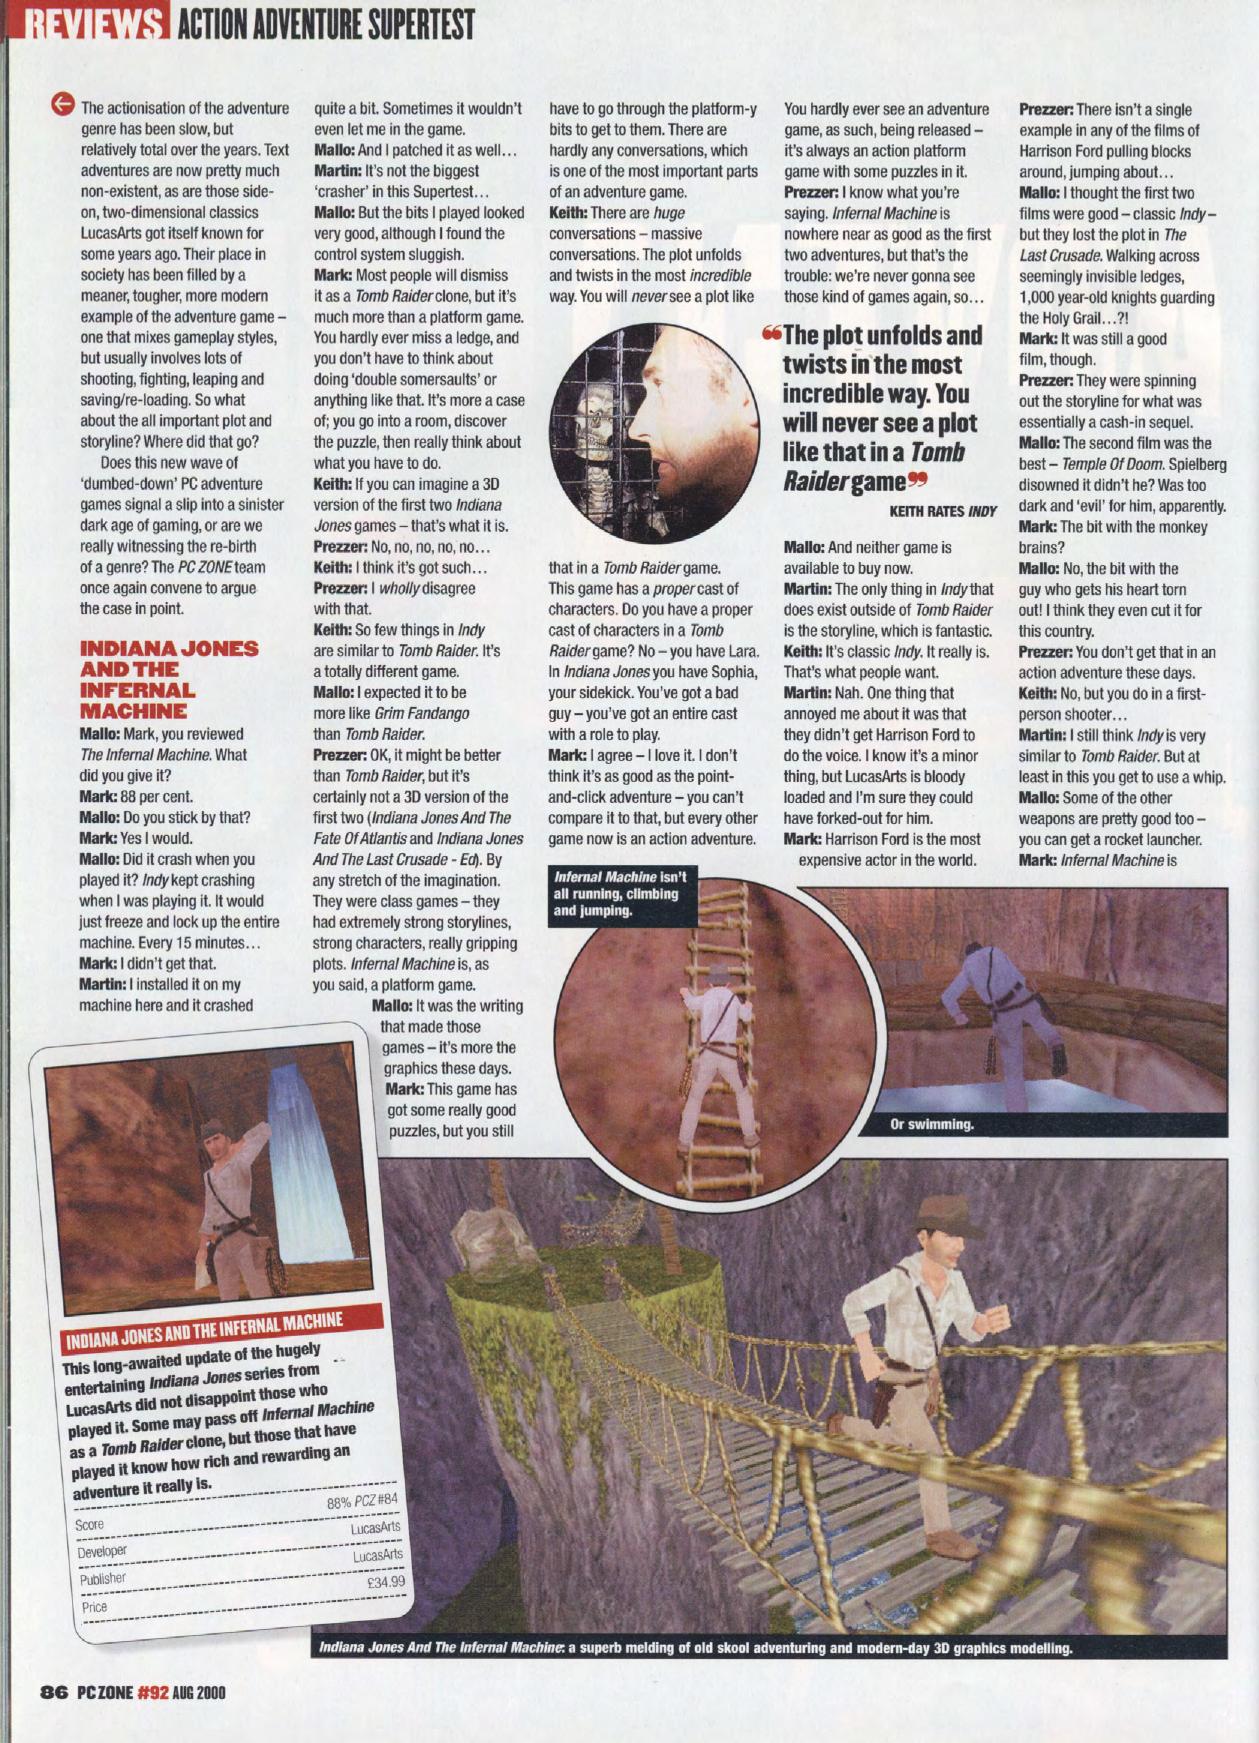 REVIEWS ACTION ADVENTURE SUPERTEST
The actionisation of the adventure
genre has been slow, but
relatively total over the years. Text
adventures are now pretty much
non-existent, as are those side-
on, two-dimensional classics
LucasArts got itself known for
some years ago. Their place in
society has been filled by a
meaner, tougher, more modern
example of the adventure game –
one that mixes gameplay styles,
but usually involves lots of
shooting, fighting, leaping and
saving/re-loading. So what
about the all important plot and
storyline? Where did that go?
Does this new wave of
'dumbed-down' PC adventure
games signal a slip into a sinister
dark age of gaming, or are we
really witnessing the re-birth
of a genre? The PC ZONE team
once again convene to argue
the case in point.
INDIANA JONES
AND THE
INFERNAL
MACHINE
Mallo: Mark, you reviewed
The Infernal Machine. What
did you give it?
Mark: 88 per cent.
Mallo: Do you stick by that?
Mark: Yes I would.
Mallo: Did it crash when you
played it? Indy kept crashing
when I was playing it. It would
just freeze and lock up the entire
machine. Every 15 minutes...
Mark: I didn't get that.
Martin: I installed it on my
machine here and it crashed
quite a bit. Sometimes it wouldn't
even let me in the game.
Mallo: And I patched it as well...
Martin: It's not the biggest
'crasher' in this Supertest...
Mallo: But the bits I played looked
very good, although I found the
control system sluggish.
Mark: Most people will dismiss
it as a Tomb Raider clone, but it's
much more than a platform game.
You hardly ever miss a ledge, and
you don't have to think about
doing 'double somersaults' or
anything like that. It's more a case
of; you go into a room, discover
the puzzle, then really think about
what you have to do.
Keith: If you can imagine a 3D
version of the first two Indiana
Jones games – that's what it is.
Prezzer: No, no, no, no, no...
Keith: I think it's got such...
Prezzer: I wholly disagree
with that.
Keith: So few things in Indy
are similar to Tomb Raider. It's
a totally different game.
Mallo: I expected it to be
more like Grim Fandango
than Tomb Raider.
Prezzer: OK, it might be better
than Tomb Raider, but it's
certainly not a 3D version of the
first two (Indiana Jones And The
Fate Of Atlantis and Indiana Jones
And The Last Crusade - Ed). By
any stretch of the imagination.
They were class games – they
had extremely strong storylines,
strong characters, really gripping
plots. Infernal Machine is, as
you said, a platform game.
Mallo: It was the writing
that made those
games – it's more the
graphics these days.
Mark: This game has
got some really good
puzzles, but you still
have to go through the platform-y
bits to get to them. There are
hardly any conversations, which
is one of the most important parts
of an adventure game.
Keith: There are huge
conversations – massive
conversations. The plot unfolds
and twists in the most incredible
way. You will never see a plot like
that in a Tomb Raider game.
This game has a proper cast of
characters. Do you have a proper
cast of characters in a Tomb
Raider game? No – you have Lara.
In Indiana Jones you have Sophia,
your sidekick. You've got a bad
guy – you've got an entire cast
with a role to play.
Mark: I agree – I love it. I don't
think it's as good as the point-
and-click adventure – you can't
compare it to that, but every other
game now is an action adventure.
You hardly ever see an adventure
game, as such, being released –
it's always an action platform
game with some puzzles in it.
Prezzer: I know what you're
saying. Infernal Machine is
nowhere near as good as the first
two adventures, but that's the
trouble: we're never gonna see
those kind of games again, so...
“The plot unfolds and
twists in the most
incredible way. You
will never see a plot
like that in a Tomb
Raider game”
KEITH RATES INDY
Mallo: And neither game is
available to buy now.
Martin: The only thing in Indy that
does exist outside of Tomb Raider
is the storyline, which is fantastic.
Keith: It's classic Indy. It really is.
That's what people want.
Martin: Nah. One thing that
annoyed me about it was that
they didn't get Harrison Ford to
do the voice. I know it's a minor
thing, but LucasArts is bloody
loaded and I'm sure they could
have forked-out for him.
Mark: Harrison Ford is the most
expensive actor in the world.
Prezzer: There isn't a single
example in any of the films of
Harrison Ford pulling blocks
around, jumping about...
Mallo: I thought the first two
films were good – classic Indy –
but they lost the plot in The
Last Crusade. Walking across
seemingly invisible ledges,
1,000 year-old knights guarding
the Holy Grail...?!
Mark: It was still a good
film, though.
Prezzer: They were spinning
out the storyline for what was
essentially a cash-in sequel.
Mallo: The second film was the
best – Temple Of Doom. Spielberg
disowned it didn't he? Was too
dark and 'evil' for him, apparently.
Mark: The bit with the monkey
brains?
Mallo: No, the bit with the
guy who gets his heart torn
out! I think they even cut it for
this country.
Prezzer: You don't get that in an
action adventure these days.
Keith: No, but you do in a first-
person shooter...
Martin: I still think Indy is very
similar to Tomb Raider. But at
least in this you get to use a whip.
Mallo: Some of the other
weapons are pretty good too –
you can get a rocket launcher.
Mark: Infernal Machine is
Infernal Machine isn't
all running, climbing
and jumping.
Or swimming.
INDIANA JONES AND THE INFERNAL MACHINE
This long-awaited update of the hugely
entertaining Indiana Jones series from
LucasArts did not disappoint those who
played it. Some may pass off Infernal Machine
as a Tomb Raider clone, but those that have
played it know how rich and rewarding an
adventure it really is.
Score 88% PCZ #84
Developer LucasArts
Publisher LucasArts
Price £34.99
Indiana Jones And The Infernal Machine: a superb melding of old skool adventuring and modern-day 3D graphics modelling.
86 PC ZONE #92 AUG 2000